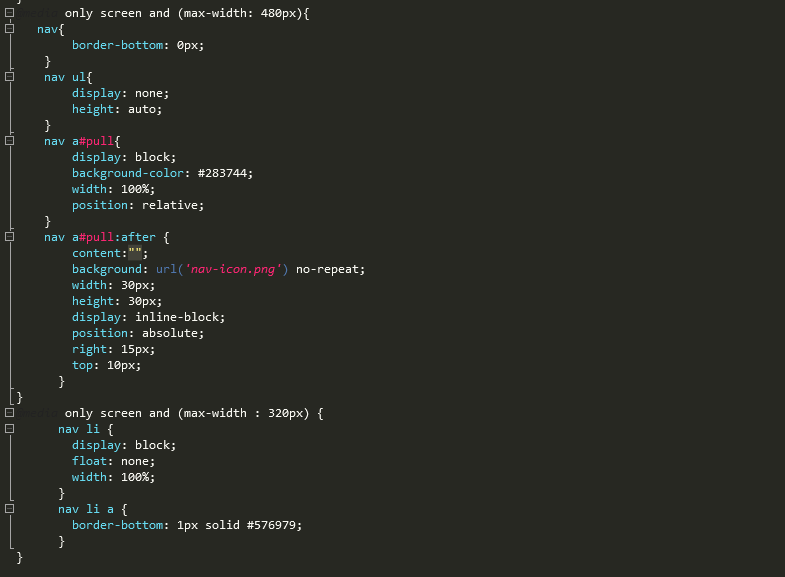 }
only screen and (max-width: 480px){
nav{
border-bottom: 0px;
}
nav ul{
display: none;
height: auto;
}
nav a#pull{
display: block;
background-color: #283744;
width: 100%;
position: relative;
}
nav a#pull:after {
content:"";
background: url('nav-icon.png') no-repeat;
width: 30px;
height: 30px;
display: inline-block;
position: absolute;
right: 15px;
top: 10px;
}
}
only screen and (max-width : 320px) {
nav li {
display: block;
float: none;
width: 100%;
}
nav li a {
border-bottom: 1px solid #576979;
}
}